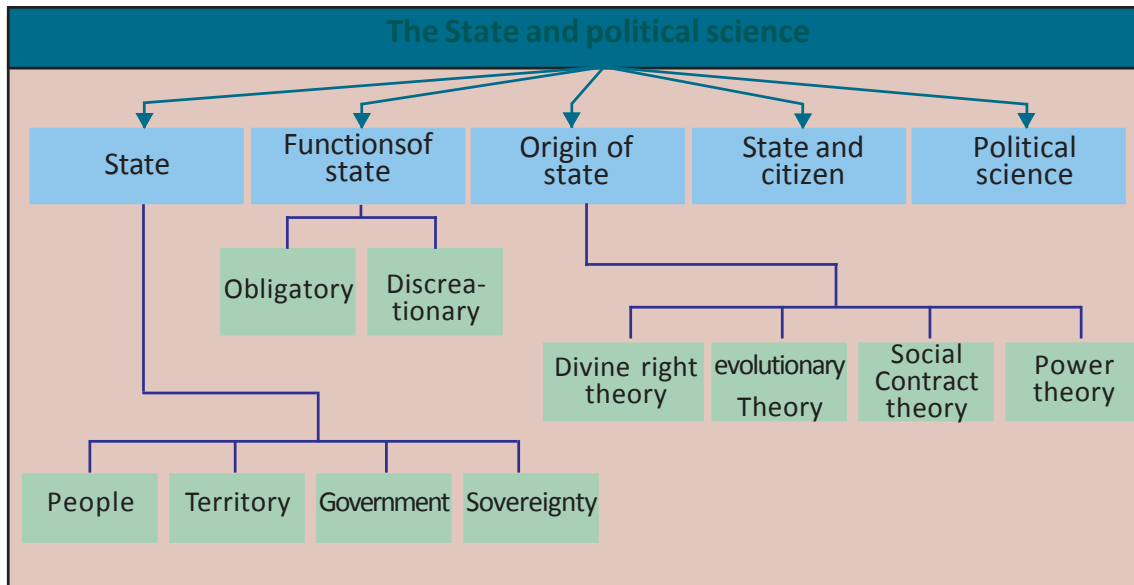 The State and political science
State
Functionsof
state
Origin of
state
State and
citizen
Political
science
Obligatory
Discrea-
tionary
Divine right
theory
evolutionary
Theory
Social
Contract
theory
Power
theory
People
Territory
Government
Sovereignty